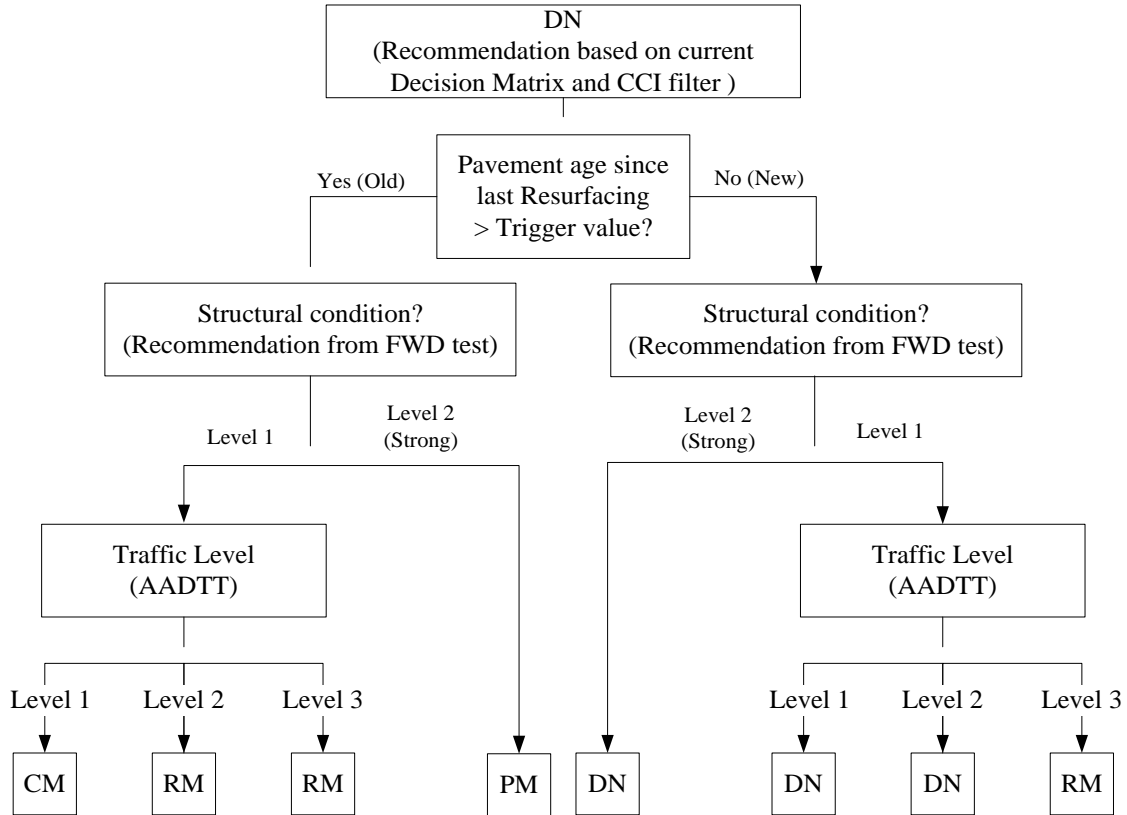 DN
(Recommendation based on current
Decision Matrix and CCI filter )
Pavement age since
last Resurfacing
> Trigger value?
Yes (Old)
No (New)
Structural condition?
(Recommendation from FWD test)
Structural condition?
(Recommendation from FWD test)
Level 1
Level 2
(Strong)
Level 2
(Strong)
Level 1
Traffic Level
(AADTT)
Traffic Level
(AADTT)
Level 1
Level 2
Level 3
Level 1
Level 2
Level 3
CM
RM
RM
PM
DN
DN
DN
RM